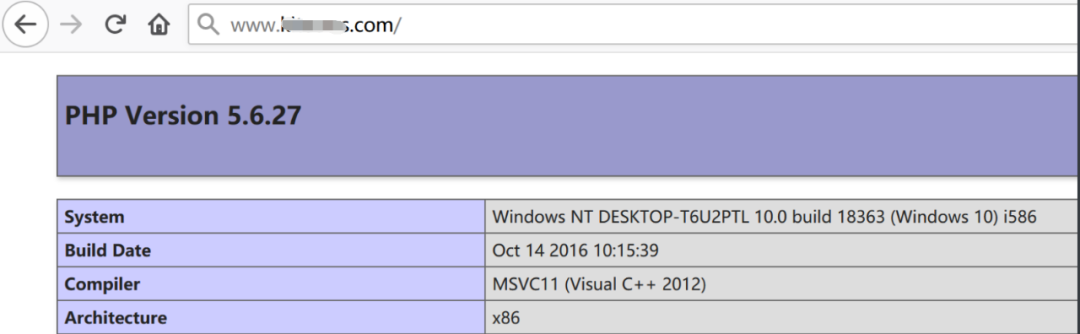 www. s.com/
PHP Version 5.6.27
System Windows NT DESKTOP-T6U2PTL 10.0 build 18363 (Windows 10) i586
Build Date Oct 14 2016 10:15:39
Compiler MSVC11 (Visual C++ 2012)
Architecture x86